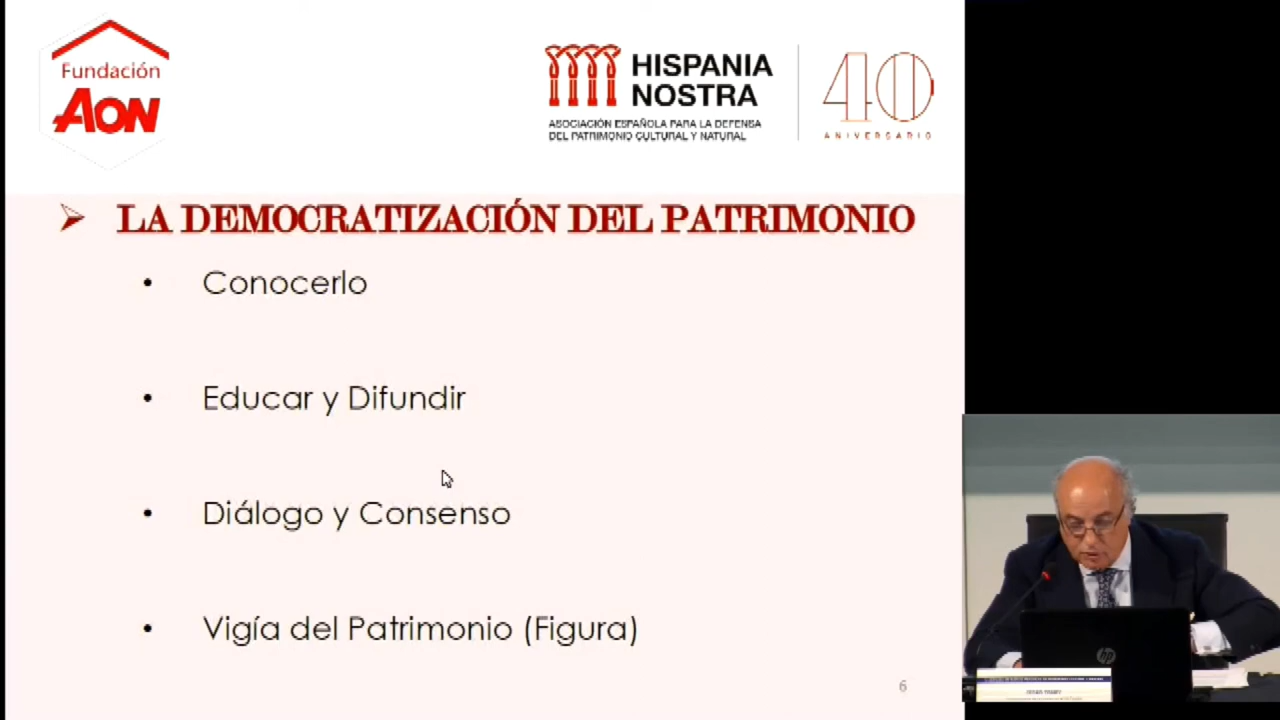 Fundación
AON
HISPANIA
NOSTRA
ASOCIACIÓN ESPAÑOLA PARA LA DEFENSA
DEL PATRIMONIO CULTURAL Y NATURAL
40
ANIVERSARIO
LA DEMOCRATIZACIÓN DEL PATRIMONIO
• Conocerlo
• Educar y Difundir
• Diálogo y Consenso
• Vigía del Patrimonio (Figura)
6
hp